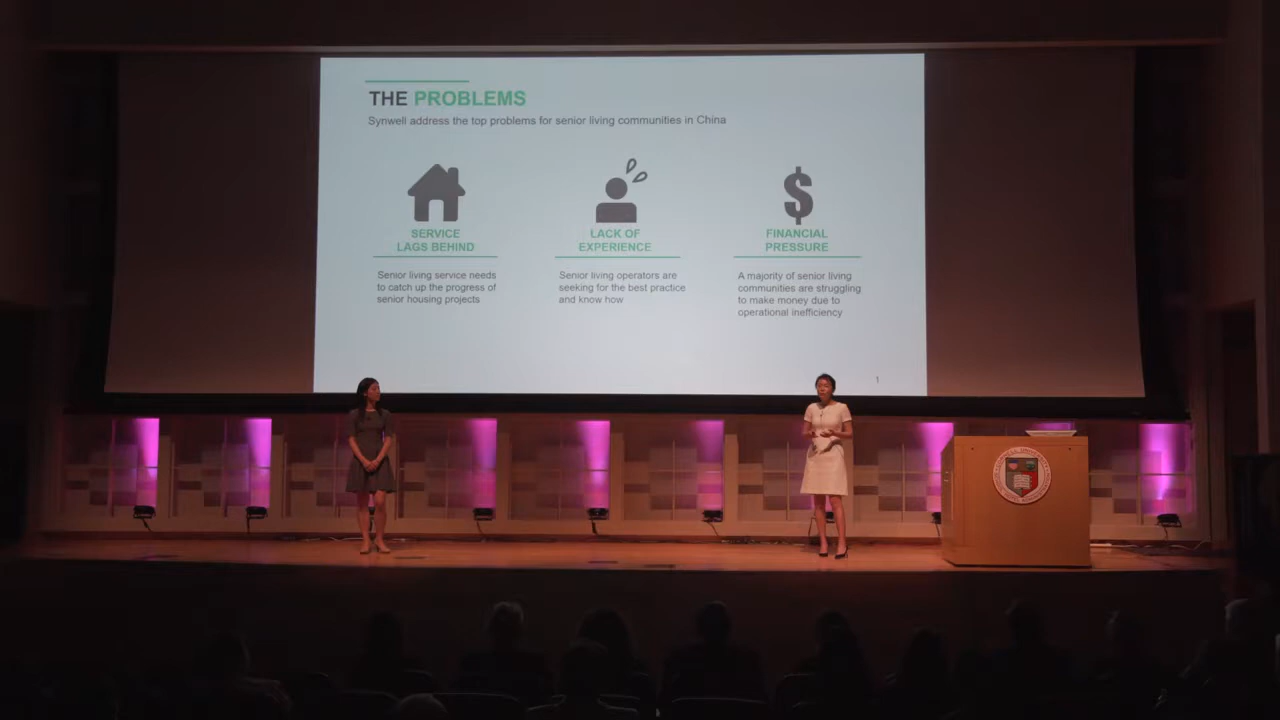 THE PROBLEMS
Synwell address the top problems for senior living communities in China
SERVICE
LAGS BEHIND
Senior living service needs
to catch up the progress of
senior housing projects
LACK OF
EXPERIENCE
Senior living operators are
seeking for the best practice
and know how
$
FINANCIAL
PRESSURE
A majority of senior living
communities are struggling
to make money due to
operational inefficiency
1